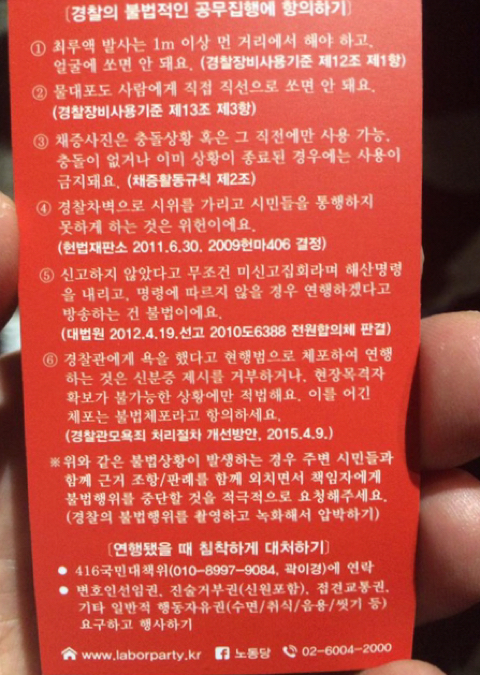 [경찰의 불법적인 공무집행에 항의하기]
① 최루액 발사는 1m 이상 먼 거리에서 해야 하고,
얼굴에 쏘면 안 돼요. (경찰장비사용기준 제12조 제1항)
② 물대포도 사람에게 직접 직선으로 쏘면 안 돼요.
(경찰장비사용기준 제13조 제3항)
③ 채증사진은 충돌상황 혹은 그 직전에만 사용 가능.
충돌이 없거나 이미 상황이 종료된 경우에는 사용이
금지돼요. (채증활동규칙 제2조)
④ 경찰차벽으로 시위를 가리고 시민들을 통행하지
못하게 하는 것은 위헌이에요.
(헌법재판소 2011.6.30. 2009헌마406 결정)
⑤ 신고하지 않았다고 무조건 미신고집회라며 해산명령
을 내리고, 명령에 따르지 않을 경우 연행하겠다고
방송하는 건 불법이에요.
(대법원 2012.4.19.선고 2010도6388 전원합의체 판결)
⑥ 경찰관에게 욕을 했다고 현행범으로 체포하여 연행
하는 것은 신분증 제시를 거부하거나, 현장목격자
확보가 불가능한 상황에만 적법해요. 이를 어긴
체포는 불법체포라고 항의하세요.
(경찰관모욕죄 처리절차 개선방안, 2015.4.9.)
※위와 같은 불법상황이 발생하는 경우 주변 시민들과
함께 근거 조항/판례를 함께 외치면서 책임자에게
불법행위를 중단할 것을 적극적으로 요청해주세요.
(경찰의 불법행위를 촬영하고 녹화해서 압박하기)
[연행됐을 때 침착하게 대처하기]
● 416국민대책위(010-8997-9084, 곽이경)에 연락
● 변호인선임권, 진술거부권(신원포함), 접견교통권,
기타 일반적 행동자유권(수면/취식/음용/씻기 등)
요구하고 행사하기
www.laborparty.kr 노동당 02-6004-2000